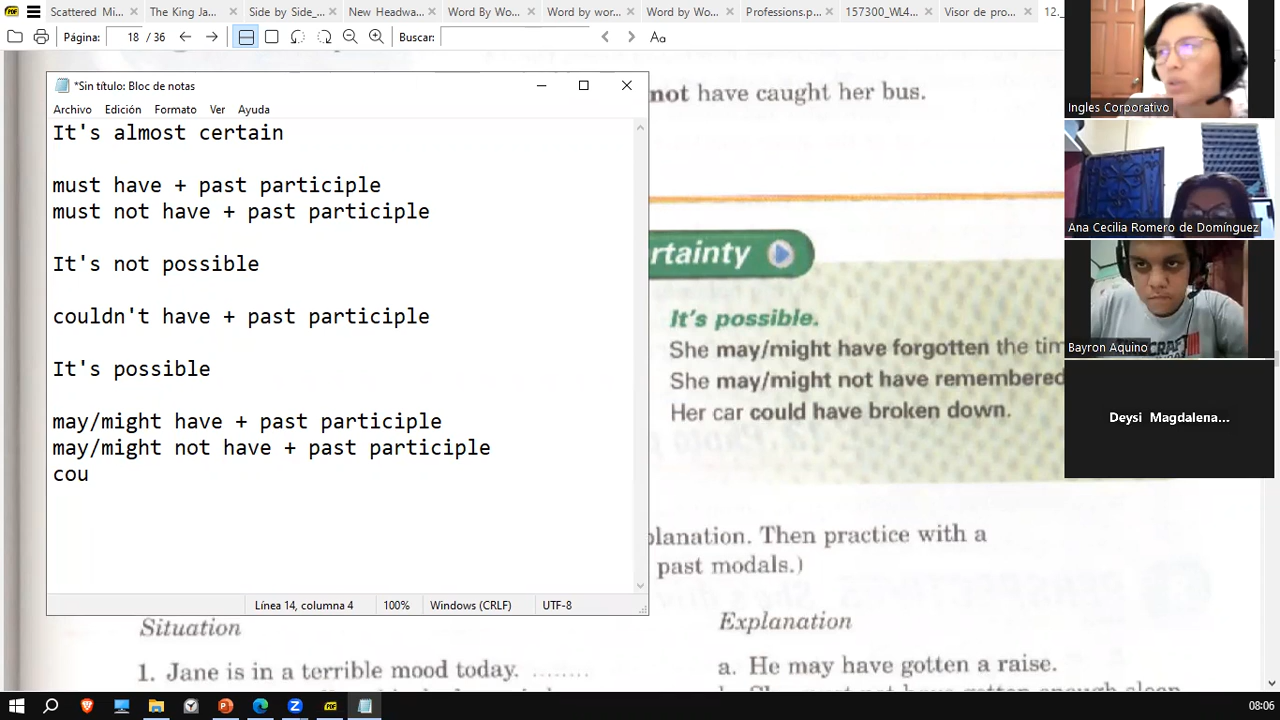 Scattered Mi...
The King Ja...
Side by Side_...
New Headwa...
Word By Wo...
Word by wor...
Word by Wo...
Professions.p...
157300_WL4...
Visor de pro...
12._
Página: 18 / 36
Buscar:
Aa
not have caught her bus.
*Sin título: Bloc de notas
Archivo Edición Formato Ver Ayuda
It's almost certain
must have + past participle
must not have + past participle
It's not possible
couldn't have + past participle
It's possible
may/might have + past participle
may/might not have + past participle
cou
Línea 14, columna 4 100% Windows (CRLF) UTF-8
rtainty
It's possible.
She may/might have forgotten the tim
She may/might not have remembered
Her car could have broken down.
planation. Then practice with a
past modals.)
Situation
Explanation
1. Jane is in a terrible mood today. ........
a. He may have gotten a raise.
Ingles Corporativo
Ana Cecilia Romero de Domínguez
Bayron Aquino
Deysi Magdalena...
08:06